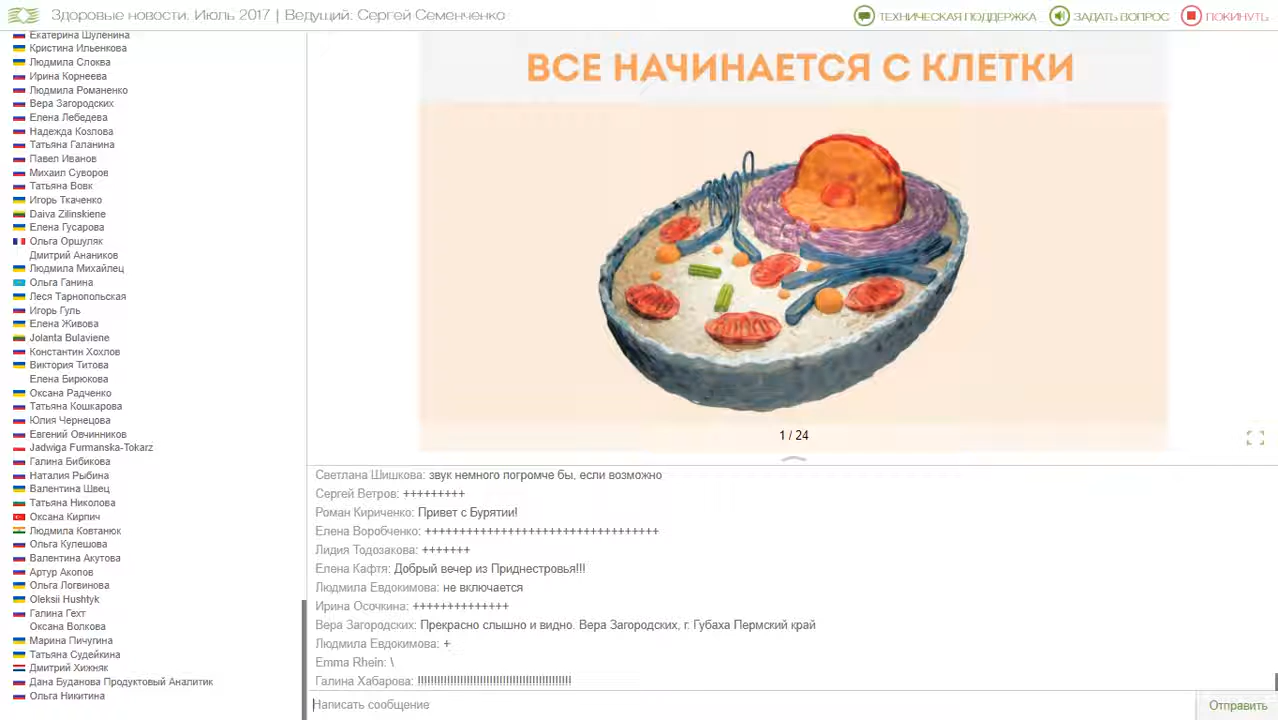 Здоровые новости. Июль 2017 | Ведущий: Сергей Семенченко
ТЕХНИЧЕСКАЯ ПОДДЕРЖКА
ЗАДАТЬ ВОПРОС
ПОКИНУТЬ
Екатерина Шуленина
Кристина Ильенкова
Людмила Слоква
Ирина Корнеева
Людмила Романенко
Вера Загородских
Елена Лебедева
Надежда Козлова
Татьяна Галанина
Павел Иванов
Михаил Суворов
Татьяна Вовк
Игорь Ткаченко
Daiva Zilinskiene
Елена Гусарова
Ольга Оршуляк
Дмитрий Анаников
Людмила Михайлец
Ольга Ганина
Леся Тарнопольская
Игорь Гуль
Елена Живова
Jolanta Bulaviene
Константин Хохлов
Виктория Титова
Елена Бирюкова
Оксана Радченко
Татьяна Кошкарова
Юлия Чернецова
Евгений Овчинников
Jadwiga Furmanska-Tokarz
Галина Бибикова
Наталия Рыбина
Валентина Швец
Татьяна Николова
Оксана Кирпич
Людмила Ковтанюк
Ольга Кулешова
Валентина Акутова
Артур Акопов
Ольга Логвинова
Oleksii Hushtyk
Галина Гехт
Оксана Волкова
Марина Пичугина
Татьяна Судейкина
Дмитрий Хижняк
Дана Буданова Продуктовый Аналитик
Ольга Никитина
ВСЕ НАЧИНАЕТСЯ С КЛЕТКИ
1 / 24
Светлана Шишкова: звук немного погромче бы, если возможно
Сергей Ветров: +++++++++
Роман Кириченко: Привет с Бурятии!
Елена Воробченко: ++++++++++++++++++++++++++++++++++
Лидия Тодозакова: +++++++
Елена Кафтя: Добрый вечер из Приднестровья!!!
Людмила Евдокимова: не включается
Ирина Осочкина: ++++++++++++++
Вера Загородских: Прекрасно слышно и видно. Вера Загородских, г. Губаха Пермский край
Людмила Евдокимова: +
Emma Rhein: \
Галина Хабарова: !!!!!!!!!!!!!!!!!!!!!!!!!!!!!!!!!!!!!!!!!!!!
Написать сообщение
Отправить